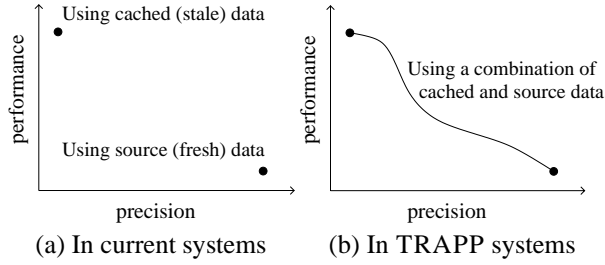 Using cached (stale) data
performance
Using source (fresh) data
precision
(a) In current systems
performance
Using a combination of
cached and source data
precision
(b) In TRAPP systems